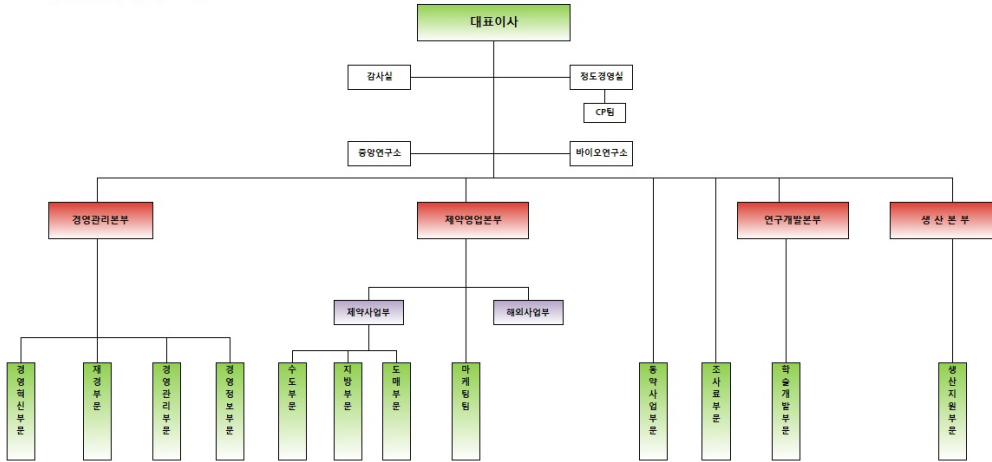 대표이사
감사실
정도경영실
CP팀
중앙연구소
바이오연구소
경영관리본부
제약영업본부
연구개발본부
생 산 본 부
제약사업부
해외사업부
경영혁신부문
재경부문
경영관리부문
경영정보부문
수도부문
지방부문
도매부문
마케팅팀
동약사업부문
조사료부문
학술개발부문
생산지원부문